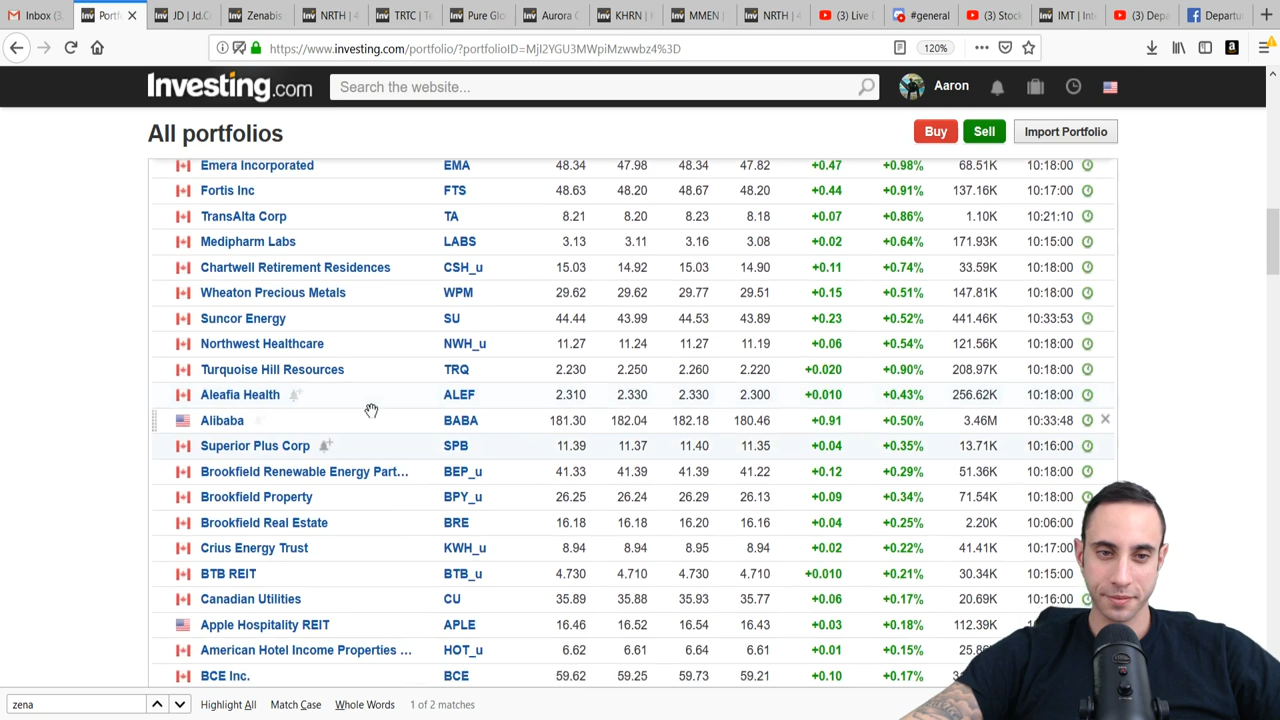 Inbox (3
Portf
JD | Jd.C
Zenabis
NRTH | 4
TRTC | Te
Pure Glo
Aurora C
KHRN | K
MMEN |
NRTH | 4
(3) Live
#general
(3) Stock
IMT | Int
(3) Depa
Departu
https://www.investing.com/portfolio/?portfolioID=MjI2YGU3MWpiMzwwbz4%3D
120%
Investing.com
Search the website...
Aaron
All portfolios
Buy
Sell
Import Portfolio
Emera Incorporated EMA 48.34 47.98 48.34 47.82 +0.47 +0.98% 68.51K 10:18:00
Fortis Inc FTS 48.63 48.20 48.67 48.20 +0.44 +0.91% 137.16K 10:17:00
TransAlta Corp TA 8.21 8.20 8.23 8.18 +0.07 +0.86% 1.10K 10:21:10
Medipharm Labs LABS 3.13 3.11 3.16 3.08 +0.02 +0.64% 171.93K 10:15:00
Chartwell Retirement Residences CSH_u 15.03 14.92 15.03 14.90 +0.11 +0.74% 33.59K 10:18:00
Wheaton Precious Metals WPM 29.62 29.62 29.77 29.51 +0.15 +0.51% 147.81K 10:18:00
Suncor Energy SU 44.44 43.99 44.53 43.89 +0.23 +0.52% 441.46K 10:33:53
Northwest Healthcare NWH_u 11.27 11.24 11.27 11.19 +0.06 +0.54% 121.56K 10:18:00
Turquoise Hill Resources TRQ 2.230 2.250 2.260 2.220 +0.020 +0.90% 208.97K 10:18:00
Aleafia Health ALEF 2.310 2.330 2.330 2.300 +0.010 +0.43% 256.62K 10:18:00
Alibaba BABA 181.30 182.04 182.18 180.46 +0.91 +0.50% 3.46M 10:33:48
Superior Plus Corp SPB 11.39 11.37 11.40 11.35 +0.04 +0.35% 13.71K 10:16:00
Brookfield Renewable Energy Part... BEP_u 41.33 41.39 41.39 41.22 +0.12 +0.29% 51.36K 10:18:00
Brookfield Property BPY_u 26.25 26.24 26.29 26.13 +0.09 +0.34% 71.54K 10:18:00
Brookfield Real Estate BRE 16.18 16.18 16.20 16.16 +0.04 +0.25% 2.20K 10:06:00
Crius Energy Trust KWH_u 8.94 8.94 8.95 8.94 +0.02 +0.22% 41.41K 10:17:00
BTB REIT BTB_u 4.730 4.710 4.730 4.710 +0.010 +0.21% 30.34K 10:15:00
Canadian Utilities CU 35.89 35.88 35.93 35.77 +0.06 +0.17% 20.69K 10:16:00
Apple Hospitality REIT APLE 16.46 16.52 16.54 16.43 +0.03 +0.18% 112.39K
American Hotel Income Properties ... HOT_u 6.62 6.61 6.64 6.61 +0.01 +0.15% 25.8
BCE Inc. BCE 59.62 59.25 59.73 59.21 +0.10 +0.17%
zena
Highlight All
Match Case
Whole Words
1 of 2 matches